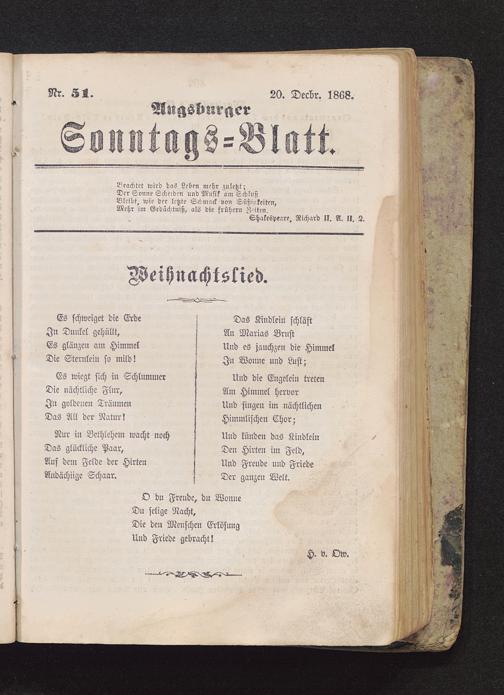 Nr. 51.
20. Decbr. 1868.
Augsburger
Sonntags-Blatt.
Beachtet wird das Leben mehr zuletzt;
Der Sonne Scheiden und Musik am Schluß
Bleibt, wie der letzte Schmack von Süßigkeiten,
Mehr im Gedächtniß, als die frühern Zeiten.
Shakespeare, Richard II. A. II, 2.
Weihnachtslied.
Es schweiget die Erde
In Dunkel gehüllt,
Es glänzen am Himmel
Die Sternlein so mild!
Es wiegt sich in Schlummer
Die nächtliche Flur,
In goldenen Träumen
Das All der Natur!
Nur in Bethlehem wacht noch
Das glückliche Paar,
Auf dem Felde der Hirten
Andächtige Schaar.
Das Kindlein schläft
An Marias Brust
Und es jauchzen die Himmel
In Wonne und Lust;
Und die Engelein treten
Am Himmel hervor
Und singen im nächtlichen
Himmlischen Chor;
Und künden das Kindlein
Den Hirten im Feld,
Und Freude und Friede
Der ganzen Welt.
O du Freude, du Wonne
Du selige Nacht,
Die den Menschen Erlösung
Und Friede gebracht!
H. v. Ow.